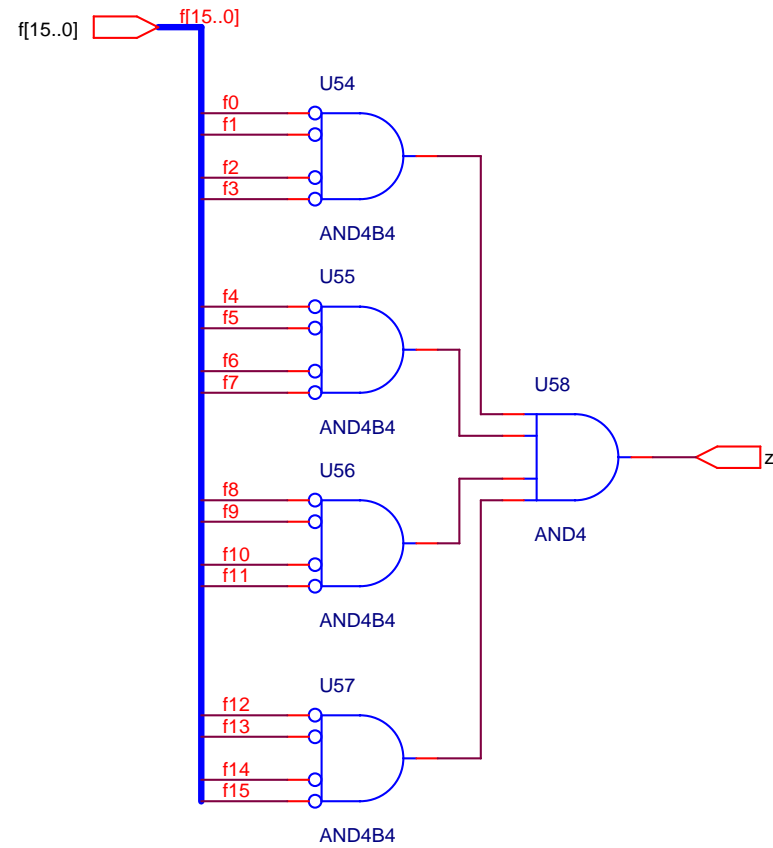 f[15..0]
f[15..0]
U54
f0
f1
f2
f3
AND4B4
U55
f4
f5
f6
f7
AND4B4
U56
f8
f9
f10
f11
AND4B4
U57
f12
f13
f14
f15
AND4B4
U58
AND4
z